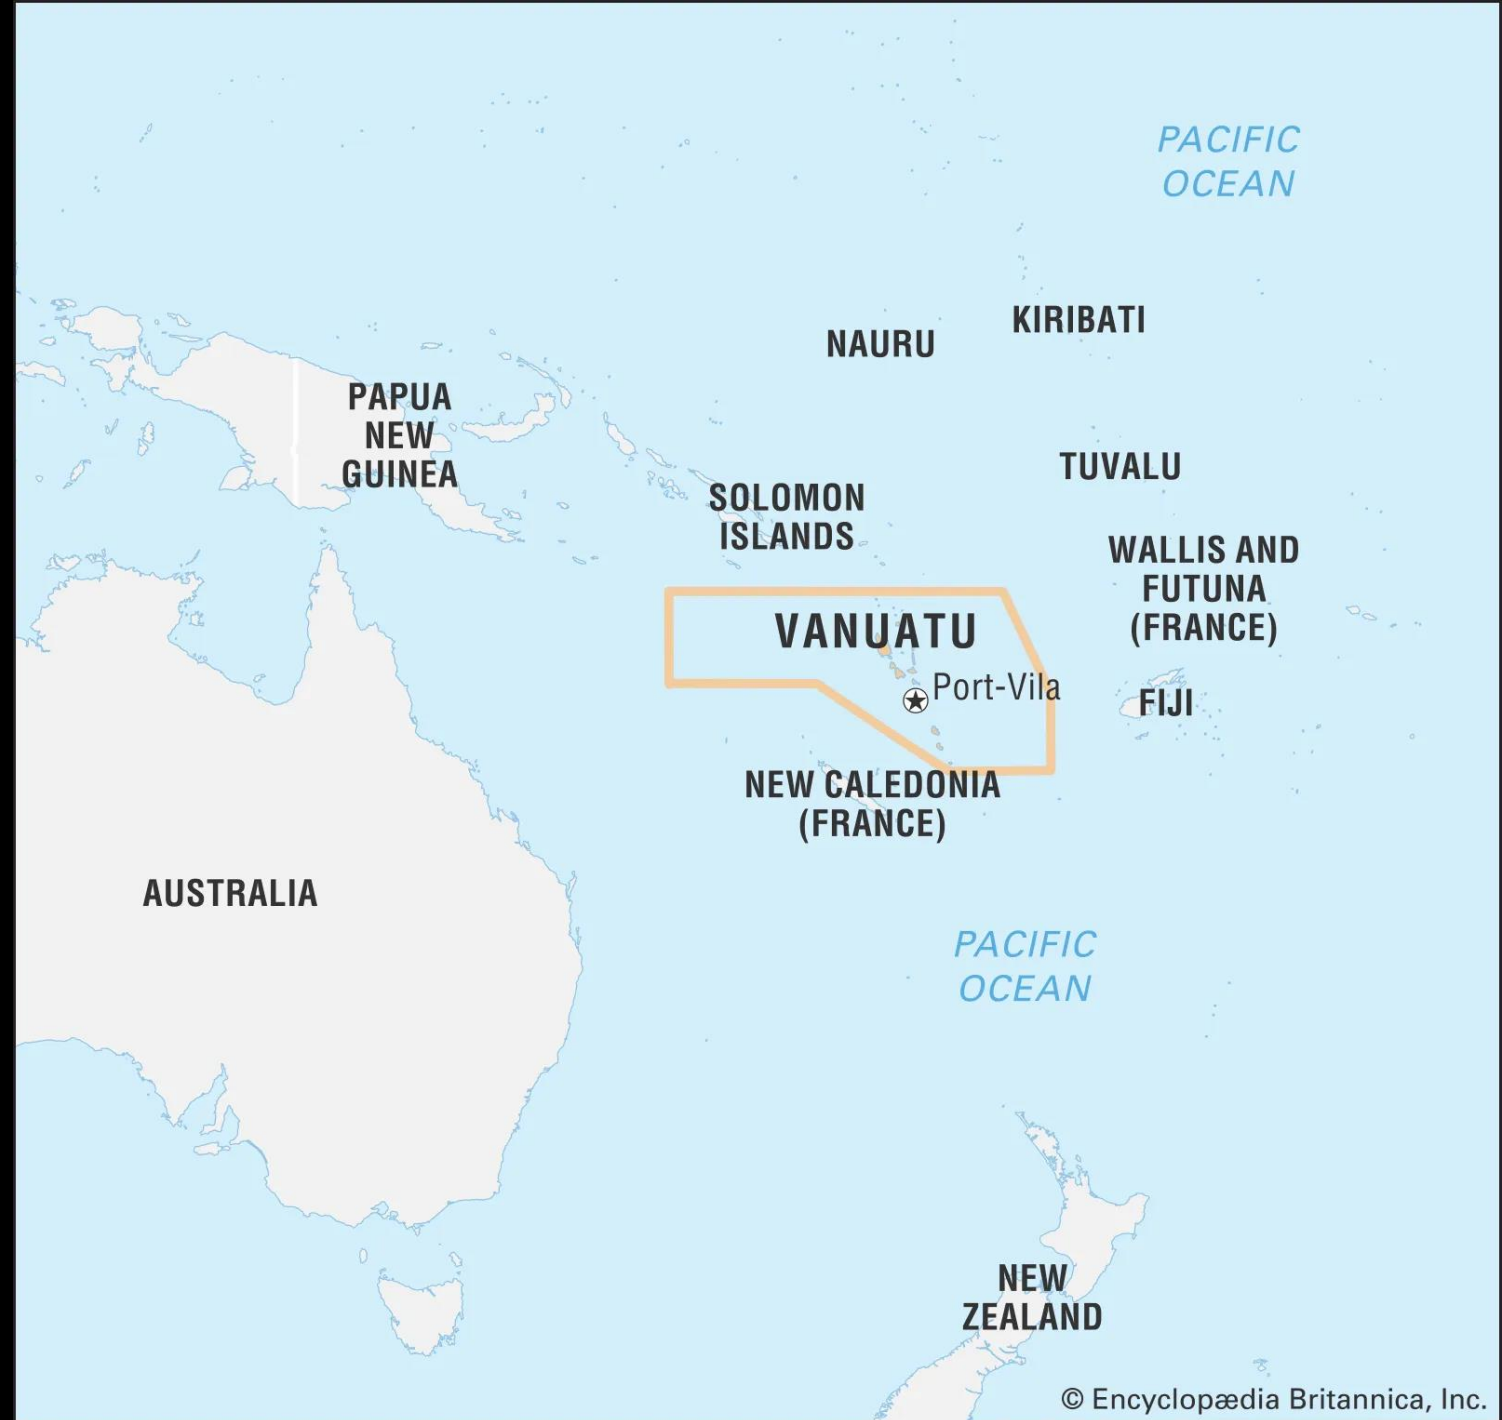 PACIFIC
OCEAN
KIRIBATI
NAURU
PAPUA
NEW
GUINEA
TUVALU
SOLOMON
ISLANDS
WALLIS AND
FUTUNA
(FRANCE)
VANUATU
Port-Vila
FIJI
NEW CALEDONIA
(FRANCE)
AUSTRALIA
PACIFIC
OCEAN
NEW
ZEALAND
© Encyclopædia Britannica, Inc.